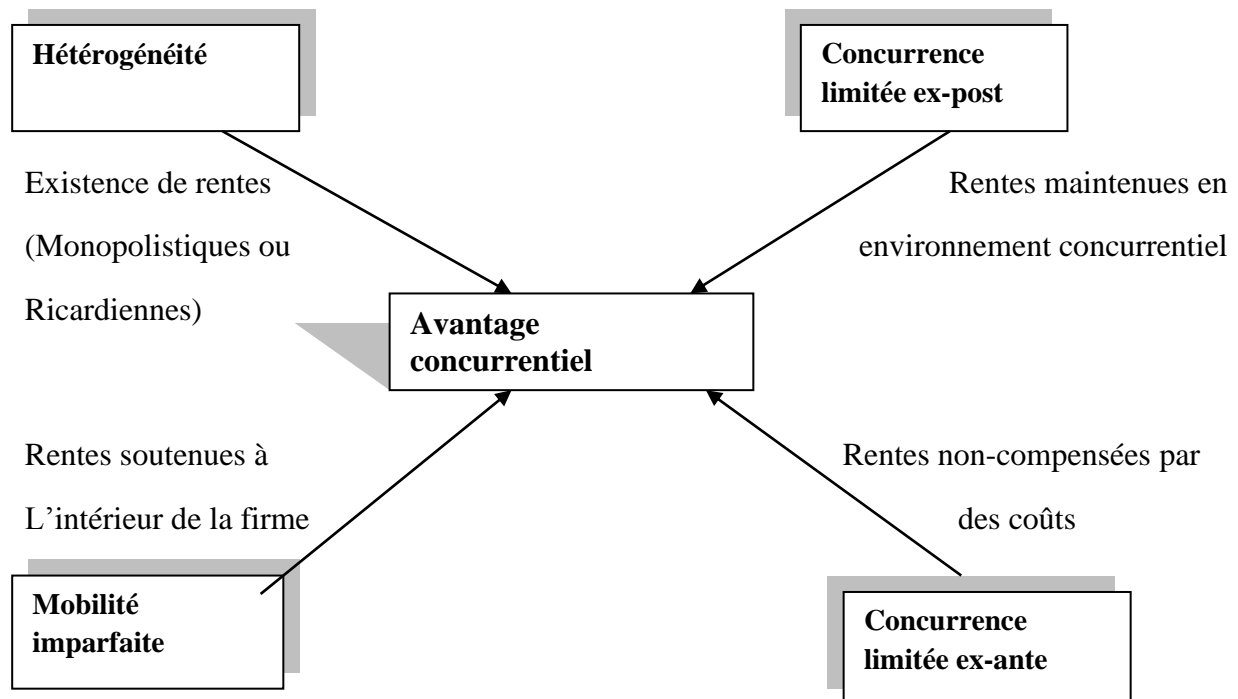 Hétérogénéité
Concurrence
limitée ex-post
Existence de rentes
(Monopolistiques ou
Ricardiennes)
Rentes maintenues en
environnement concurrentiel
Avantage
concurrentiel
Rentes soutenues à
L’intérieur de la firme
Rentes non-compensées par
des coûts
Mobilité
imparfaite
Concurrence
limitée ex-ante